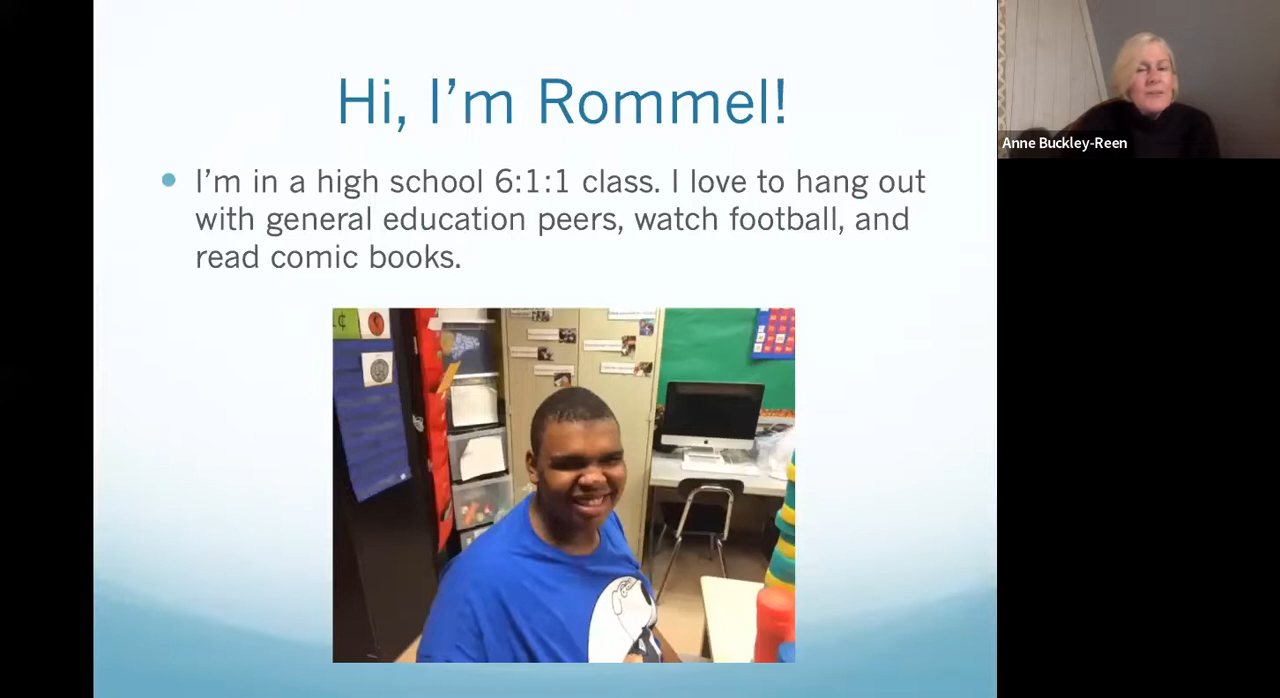 Hi, I’m Rommel!
I’m in a high school 6:1:1 class. I love to hang out
with general education peers, watch football, and
read comic books.
Anne Buckley-Reen